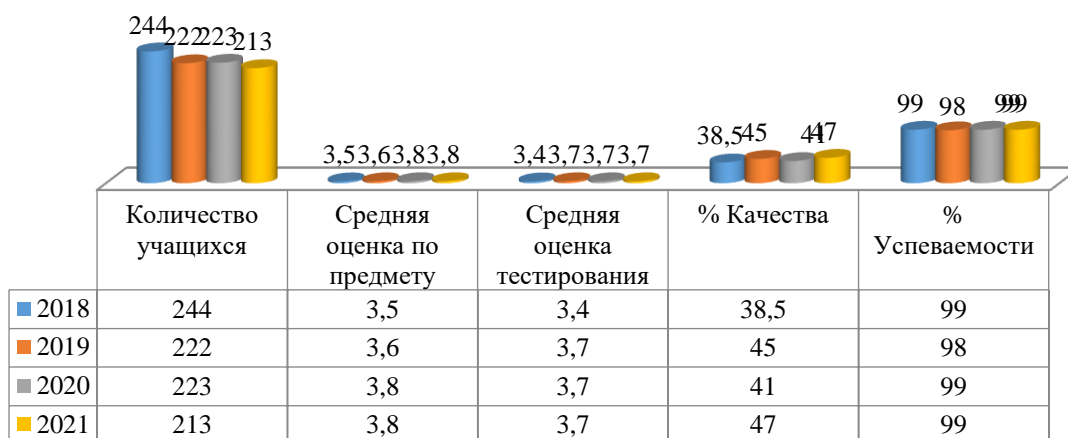 244 222 223 213
3,5 3,6 3,8 3,8
3,4 3,7 3,7 3,7
38,5 45 41 47
99 98 99 99
Количество учащихся
Средняя оценка по предмету
Средняя оценка тестирования
% Качества
% Успеваемости
2018 244 3,5 3,4 38,5 99
2019 222 3,6 3,7 45 98
2020 223 3,8 3,7 41 99
2021 213 3,8 3,7 47 99